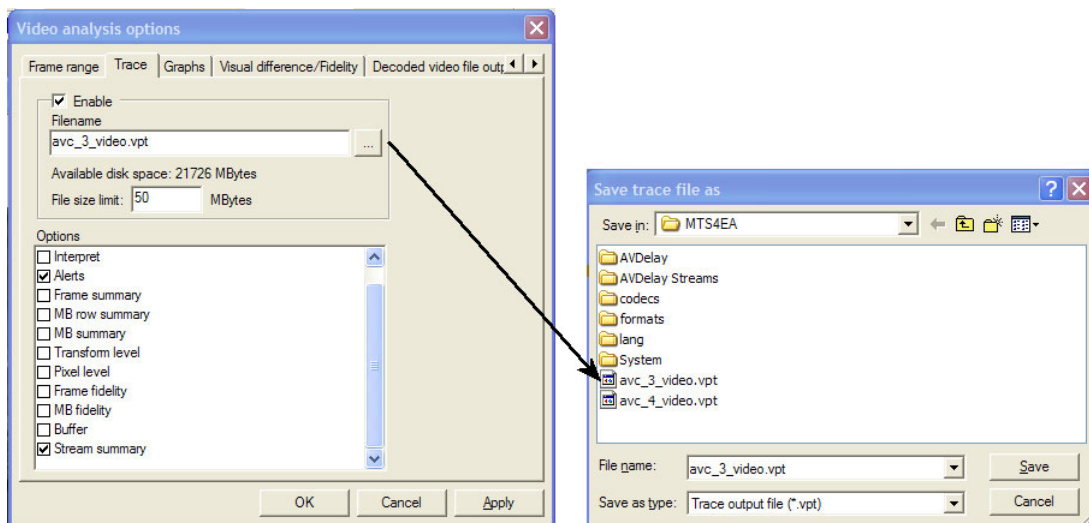 Video analysis options
Frame range Trace Graphs Visual difference/Fidelity Decoded video file out
Enable
Filename
avc_3_video.vpt
...
Available disk space: 21726 MBytes
File size limit: 50 MBytes
Options
Interpret
Alerts
Frame summary
MB row summary
MB summary
Transform level
Pixel level
Frame fidelity
MB fidelity
Buffer
Stream summary
OK Cancel Apply
Save trace file as
Save in: MTS4EA
AVDelay
AVDelay Streams
codecs
formats
lang
System
avc_3_video.vpt
avc_4_video.vpt
File name: avc_3_video.vpt Save
Save as type: Trace output file (*.vpt) Cancel